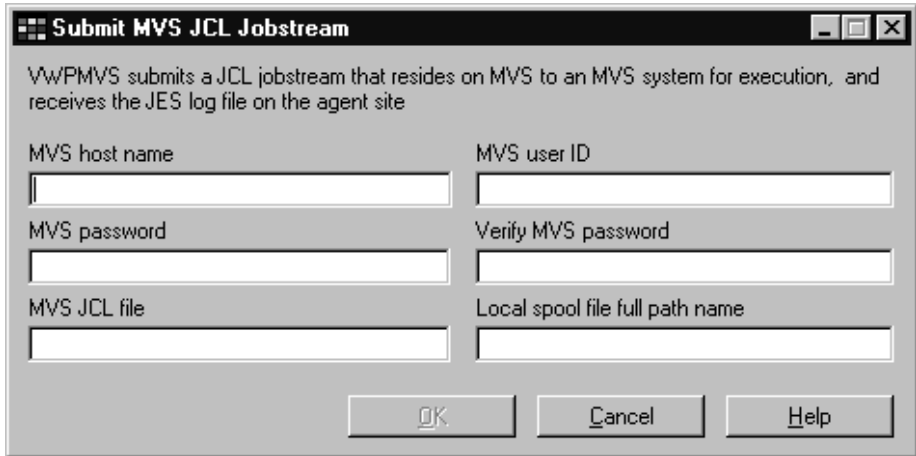 Submit MVS JCL Jobstream
VWPMVS submits a JCL jobstream that resides on MVS to an MVS system for execution, and
receives the JES log file on the agent site
MVS host name
MVS user ID
MVS password
Verify MVS password
MVS JCL file
Local spool file full path name
OK
Cancel
Help